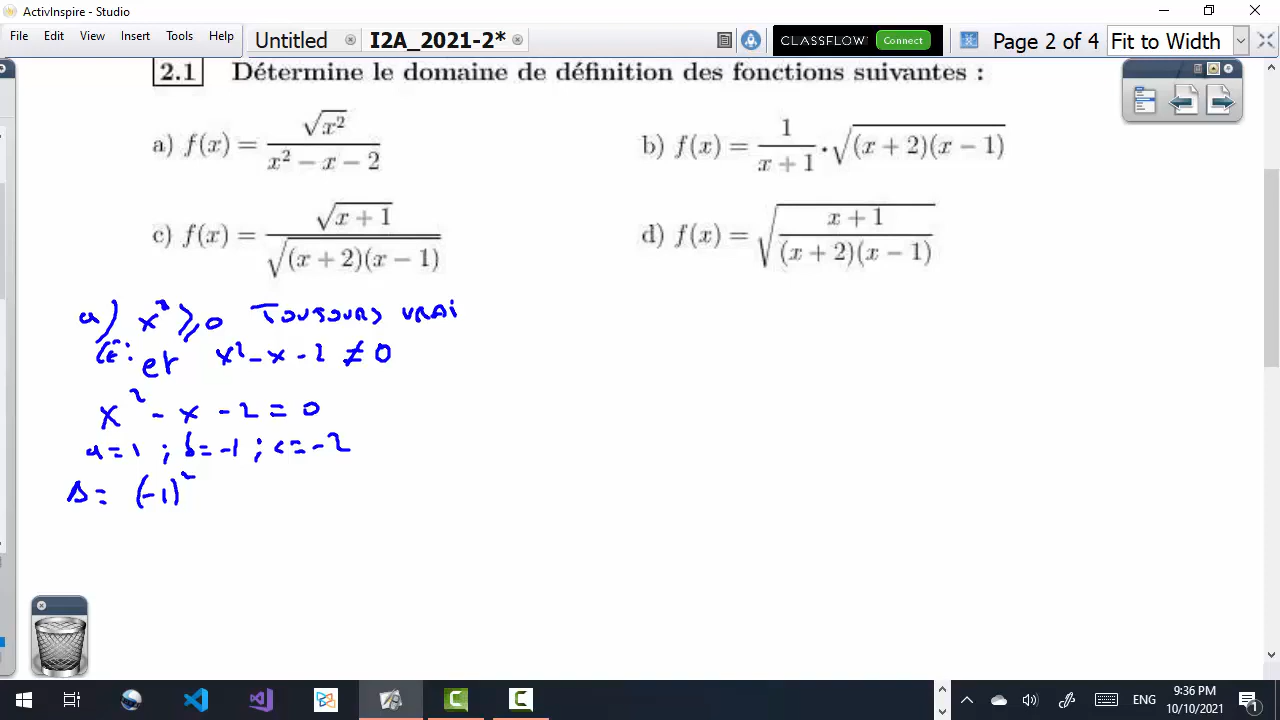 ActivInspire - Studio
File Edit View Insert Tools Help Untitled I2A_2021-2* CLASSFLOW Connect Page 2 of 4 Fit to Width
2.1 Détermine le domaine de définition des fonctions suivantes :
a) f(x) = √x² / (x² − x − 2)
b) f(x) = 1/(x + 1) · √((x + 2)(x − 1))
c) f(x) = √(x + 1) / √((x + 2)(x − 1))
d) f(x) = √((x + 1) / ((x + 2)(x − 1)))
a) x² ⩾ 0 TOUJOURS VRAI
CE: et x² − x − 2 ≠ 0
x² − x − 2 = 0
a = 1 ; b = −1 ; c = −2
Δ = (−1)²
ENG 9:36 PM
10/10/2021 1